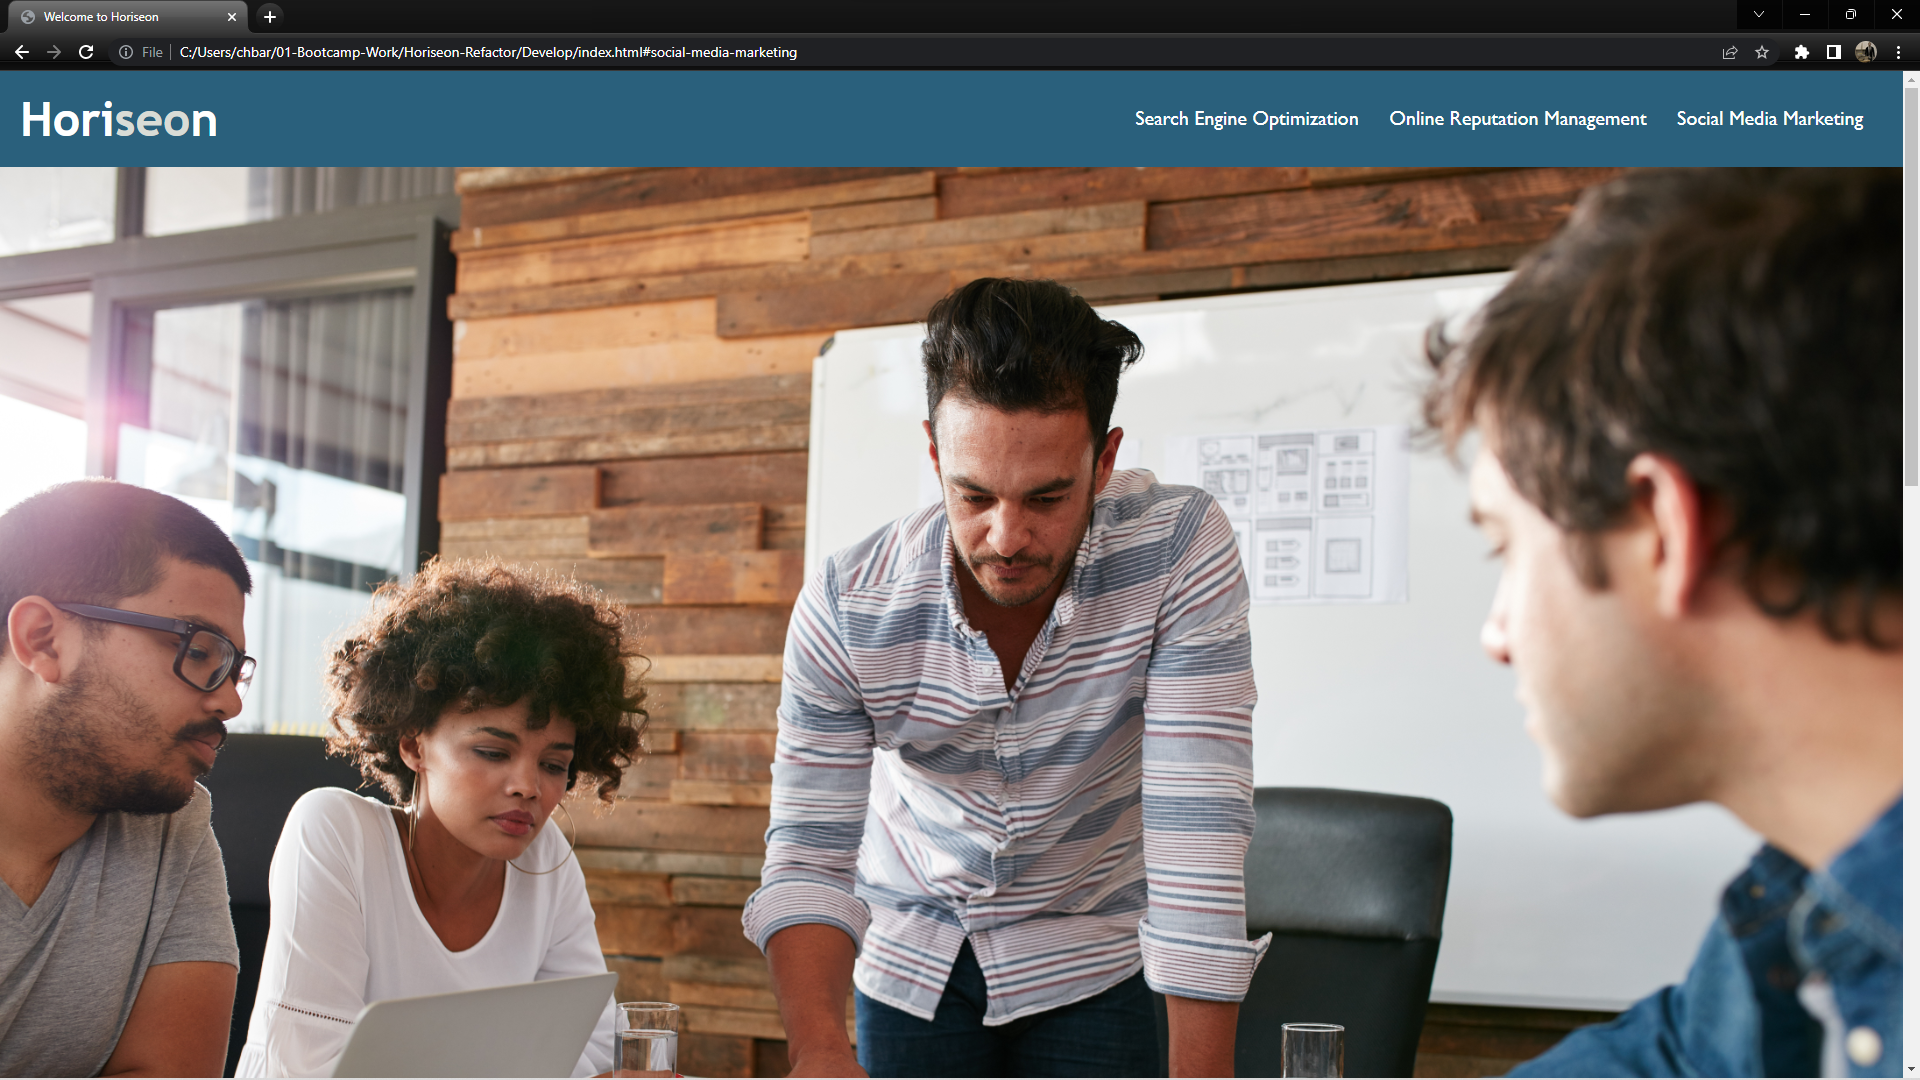 Welcome to Horiseon
File C:/Users/chbar/01-Bootcamp-Work/Horiseon-Refactor/Develop/index.html#social-media-marketing
Horiseon
Search Engine Optimization Online Reputation Management Social Media Marketing